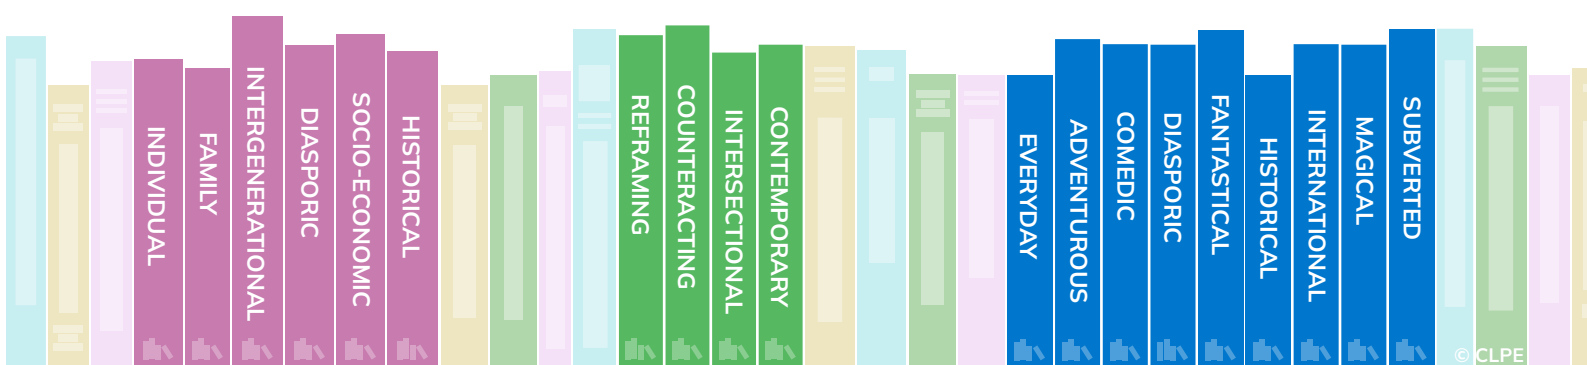 INDIVIDUAL
FAMILY
INTERGENERATIONAL
DIASPORIC
SOCIO-ECONOMIC
HISTORICAL
REFRAMING
COUNTERACTING
INTERSECTIONAL
CONTEMPORARY
EVERYDAY
ADVENTUROUS
COMEDIC
DIASPORIC
FANTASTICAL
HISTORICAL
INTERNATIONAL
MAGICAL
SUBVERTED
© CLPE